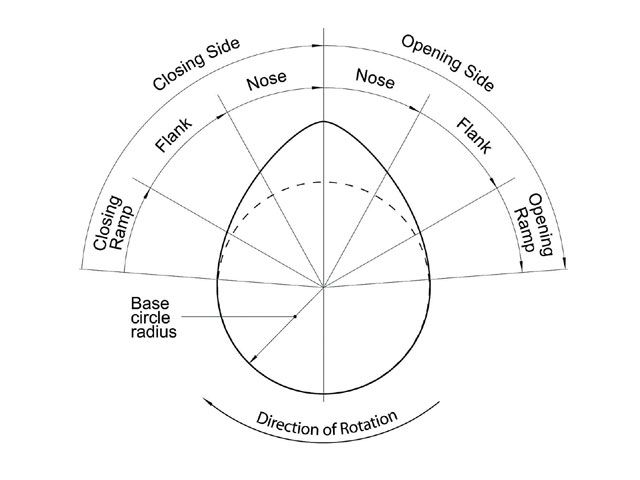 Closing Side
Opening Side
Nose
Nose
Flank
Flank
Closing
Ramp
Opening
Ramp
Base
circle
radius
Direction of Rotation